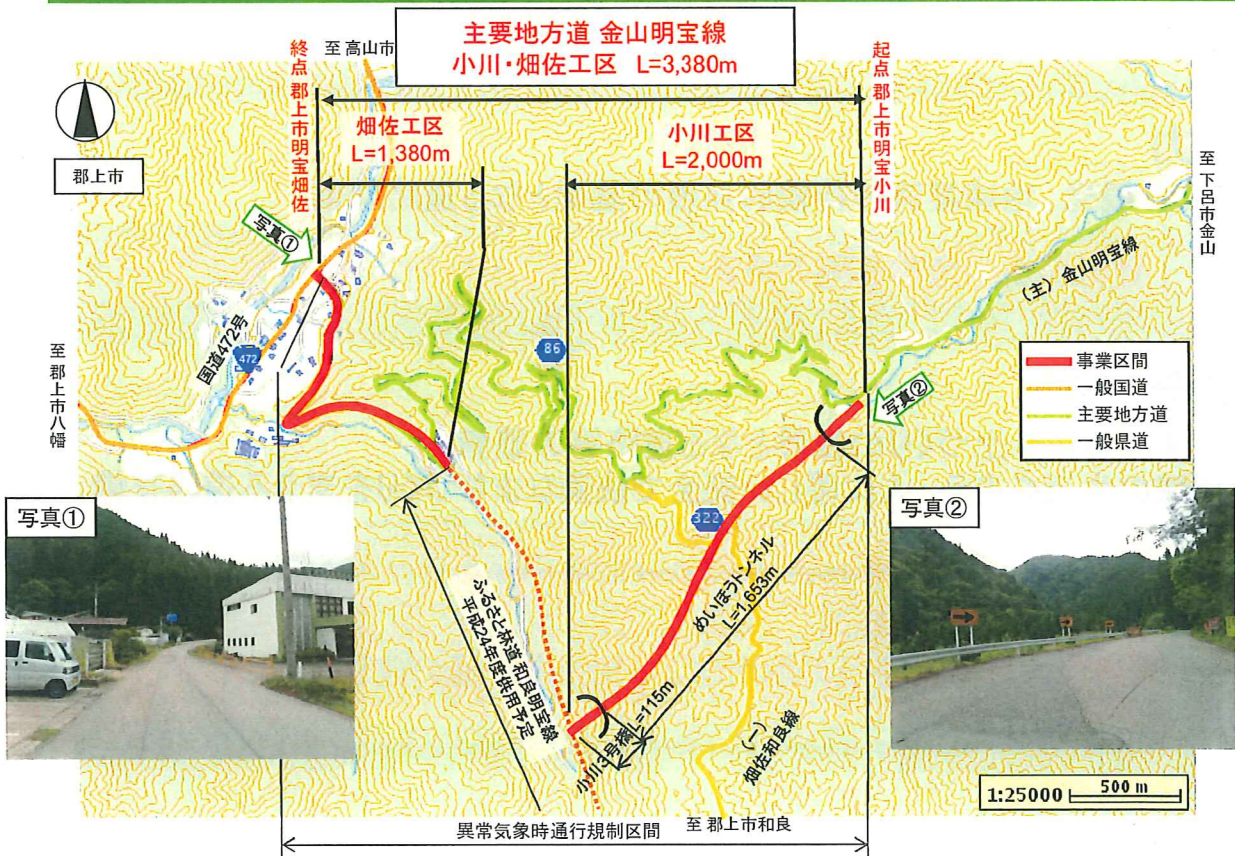 主要地方道 金山明宝線
小川・畑佐工区 L=3,380m
終点 郡上市明宝畑佐
至 高山市
起点 郡上市明宝小川
畑佐工区
L=1,380m
小川工区
L=2,000m
郡上市
写真①
至 下呂市金山
(主) 金山明宝線
国道472号
472
86
至 郡上市八幡
事業区間
一般国道
主要地方道
一般県道
写真②
写真①
写真②
322
めいほうトンネル
L=1,653m
ふるさと林道 和良明宝線
平成24年度併用予定
小川3号橋L=115m
(一)
畑佐和良線
1:25000
500 m
至 郡上市和良
異常気象時通行規制区間